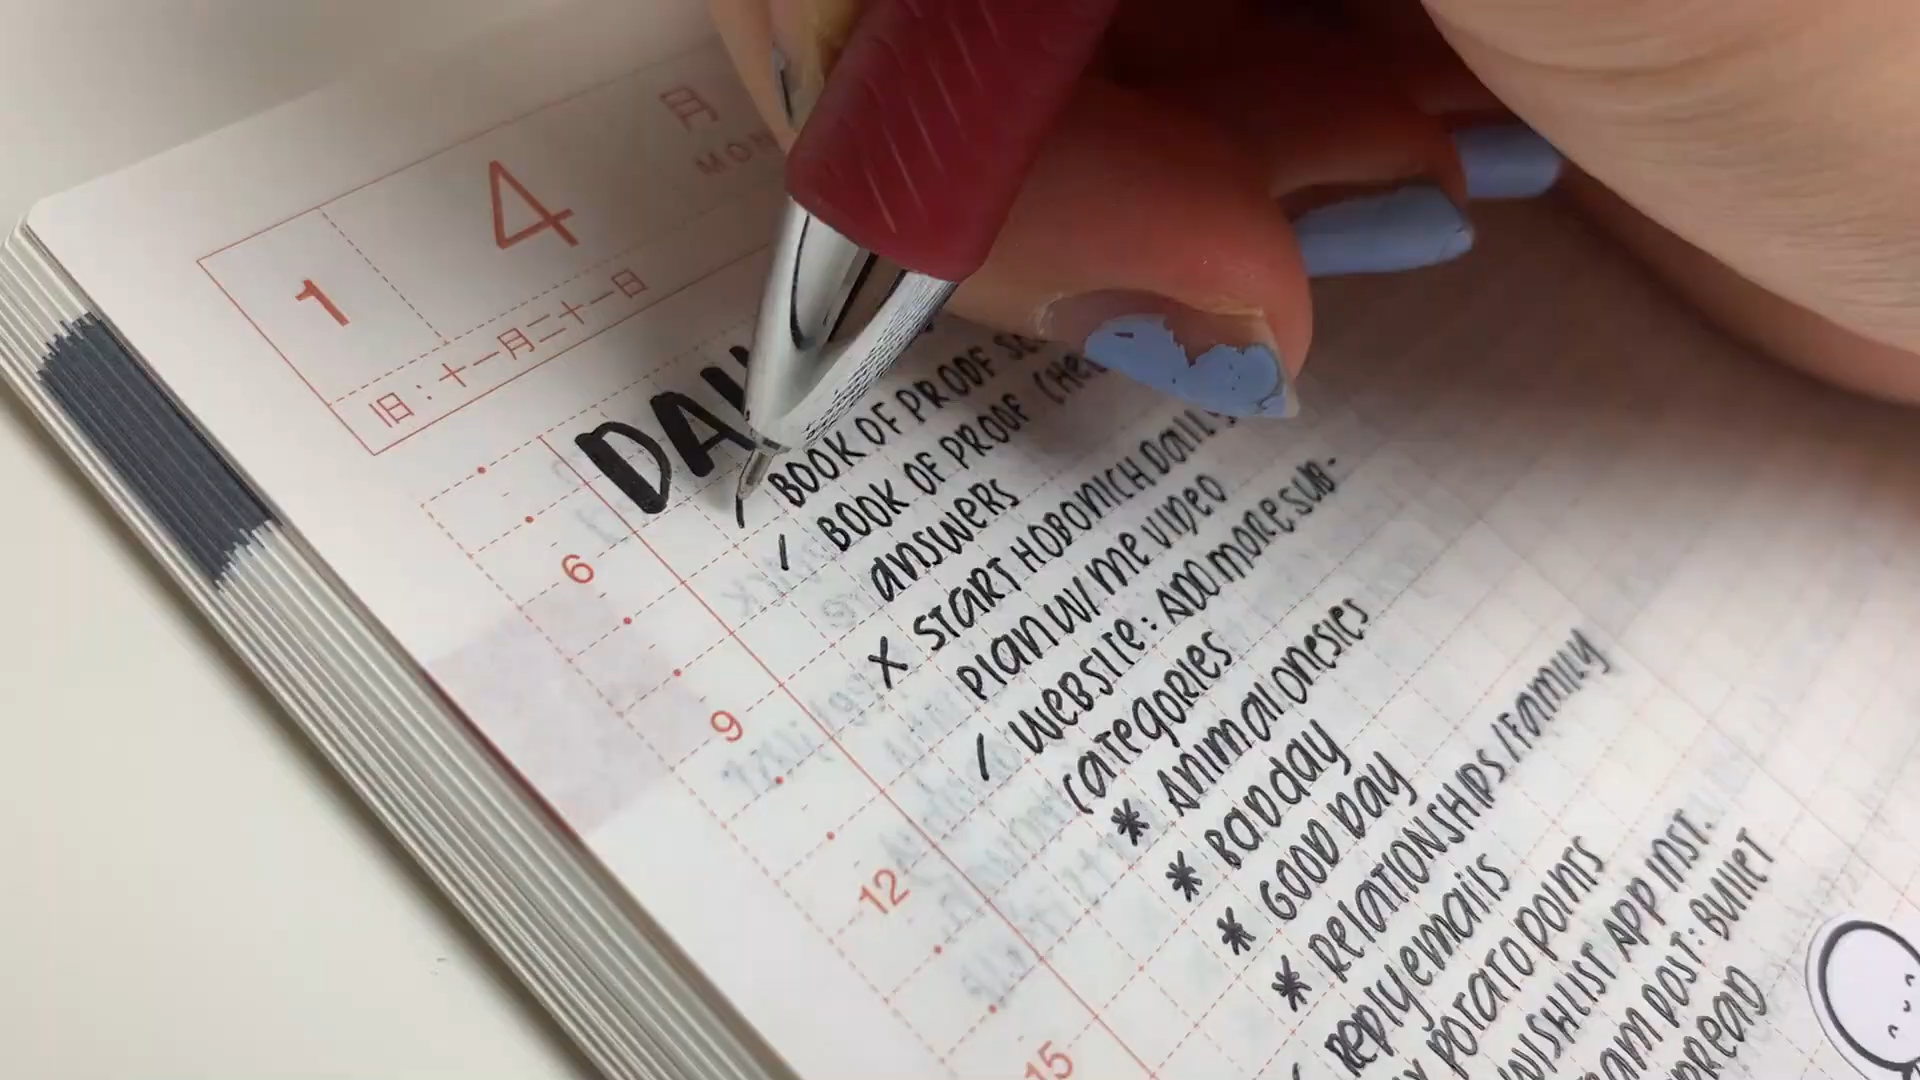 月
1 4 MON
旧：十一月二十一日
/ BOOK OF PROOF
/ BOOK OF PROOF
answers
X START HOBONICH DAILY
Plan W/ me VIDEO
/ website: ADD more sub-
categories
* Animal onesies
* BAD day
* GOOD DAY
* RelaTIONSHIPS/FAMILY
/ reply emails
POTATO POINTS
WISHLIST APP INST.
POST: BULLET
6
9
12
15